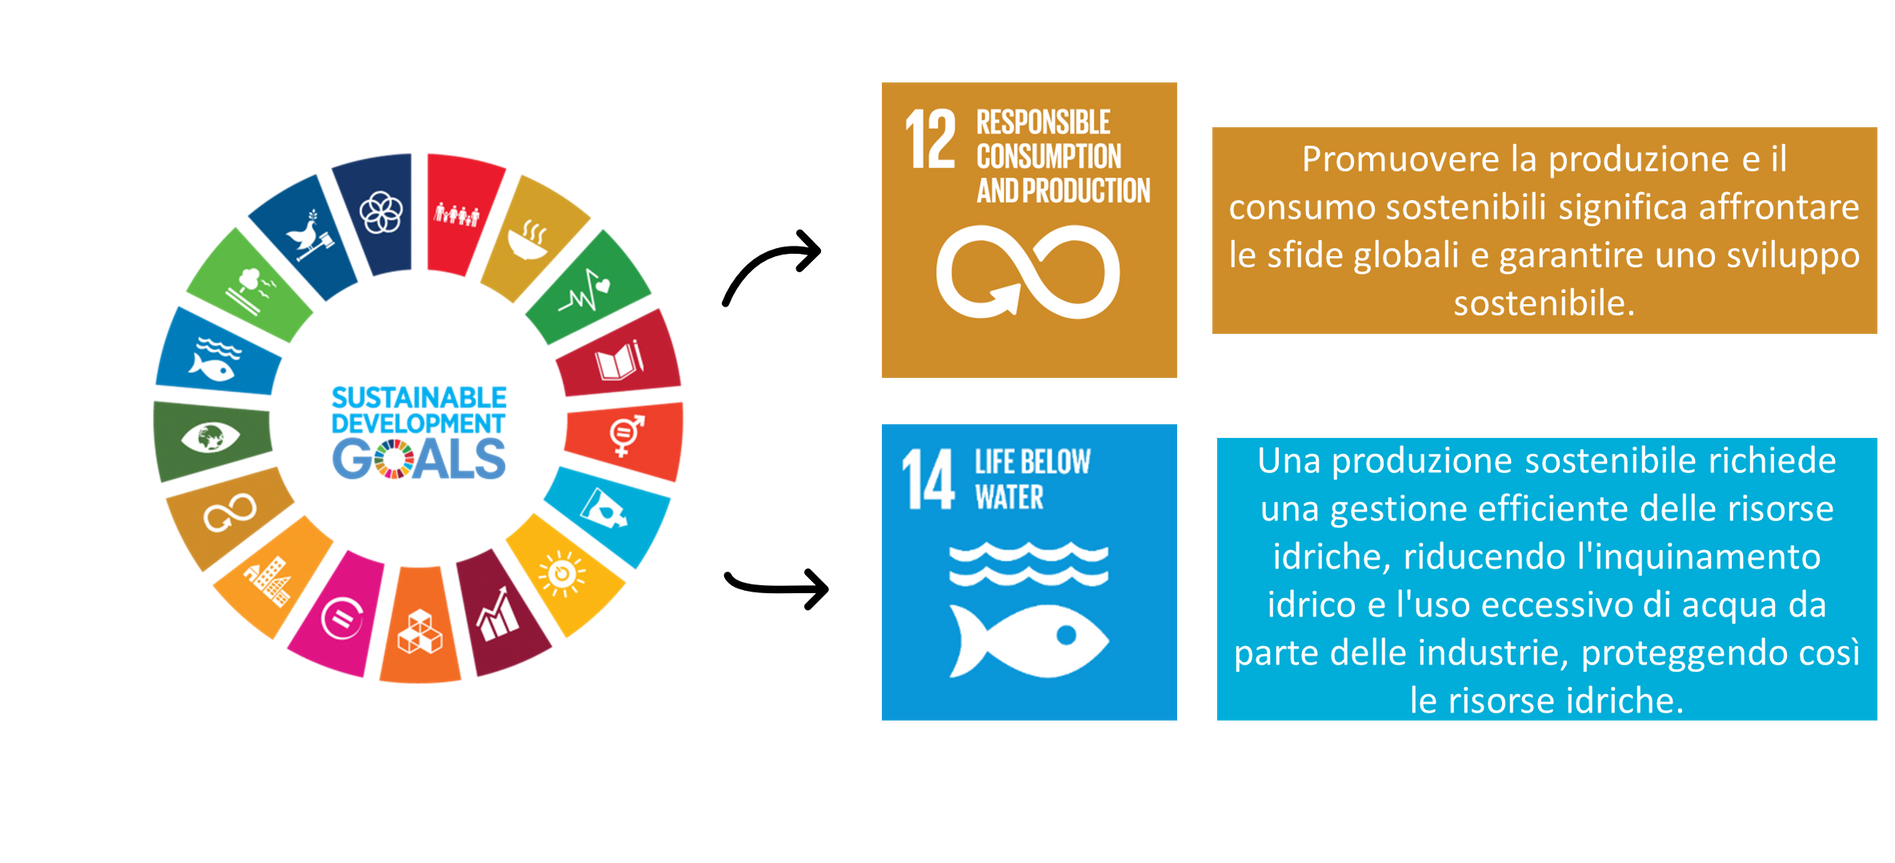 SUSTAINABLE
DEVELOPMENT
GOALS
12 RESPONSIBLE
CONSUMPTION
AND PRODUCTION
Promuovere la produzione e il
consumo sostenibili significa affrontare
le sfide globali e garantire uno sviluppo
sostenibile.
14 LIFE BELOW
WATER
Una produzione sostenibile richiede
una gestione efficiente delle risorse
idriche, riducendo l'inquinamento
idrico e l'uso eccessivo di acqua da
parte delle industrie, proteggendo così
le risorse idriche.